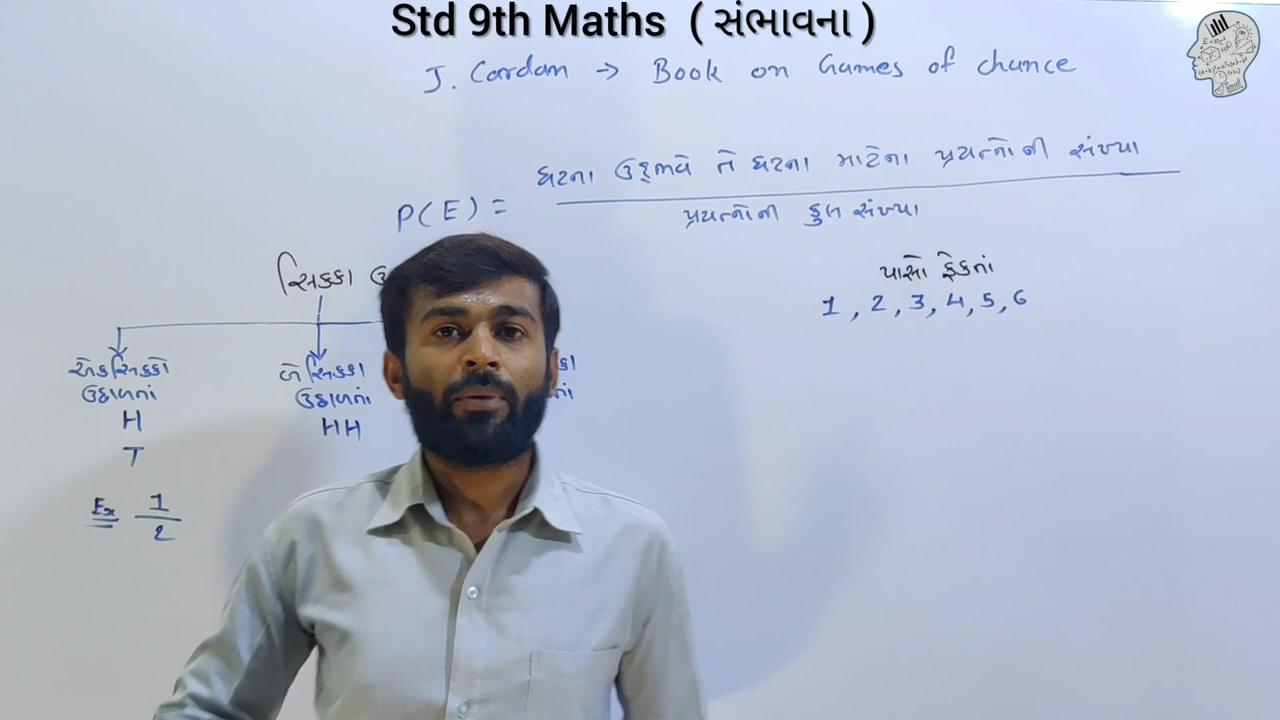 Std 9th Maths ( સંભાવના )
J. Cardan → Book on Games of chance
ઘટના ઉદ્ભવે તે ઘટના માટેના પ્રયત્નોની સંખ્યા
P(E) =
પ્રયત્નોની કુલ સંખ્યા
સિક્કા ઉ
પાસો ફેંકતાં
1 , 2 , 3 , 4 , 5 , 6
એક સિક્કો
ઉછાળતાં
H
T
બે સિક્કા
ઉછાળતાં
HH
Ex 1/2